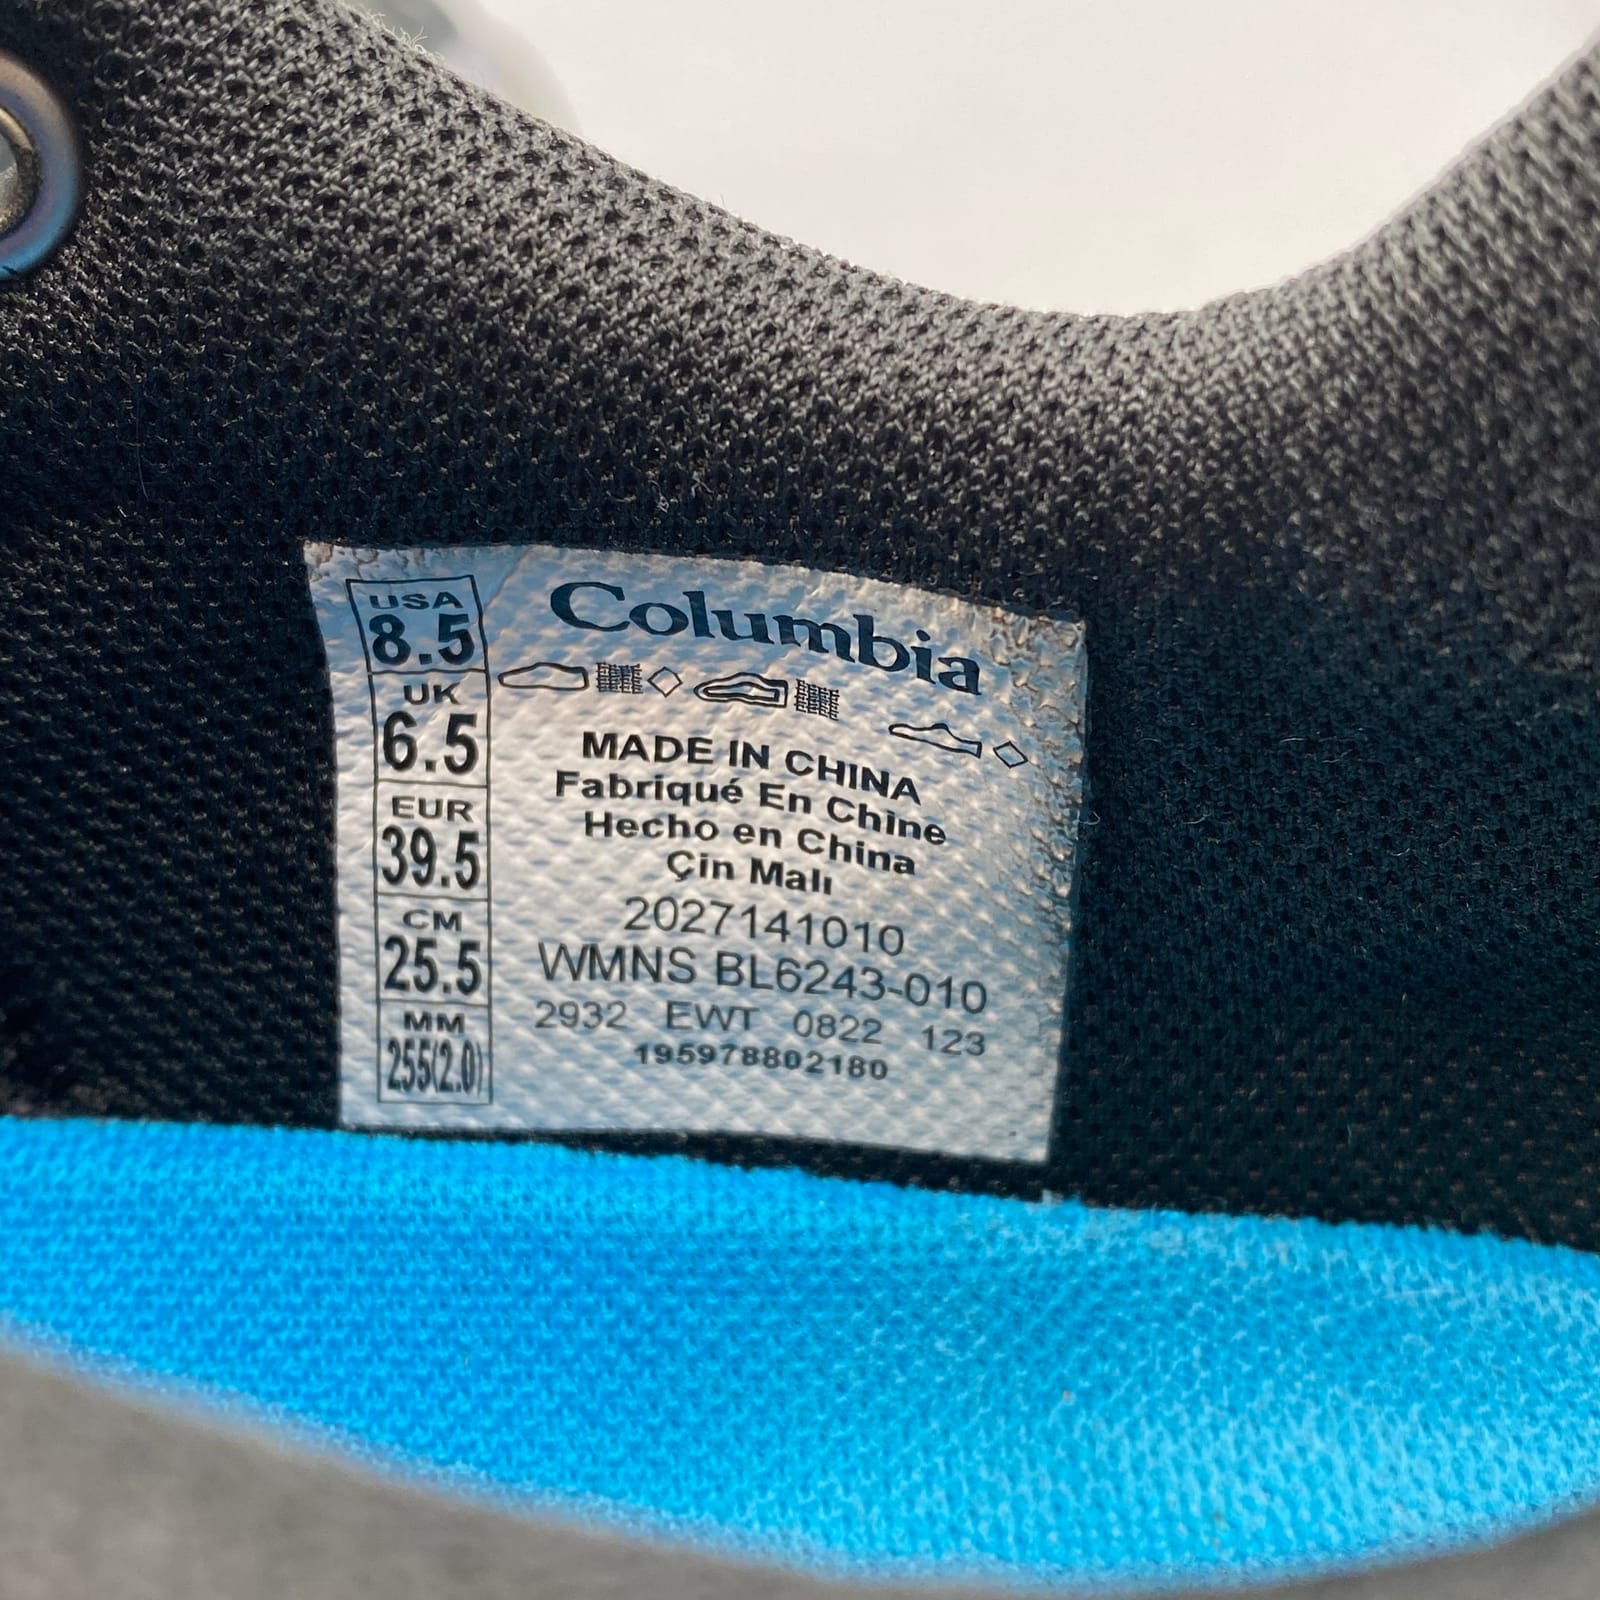 USA
8.5
UK
6.5
EUR
39.5
CM
25.5
MM
255(2.0)
Columbia
MADE IN CHINA
Fabriqué En Chine
Hecho en China
Çin Malı
2027141010
WMNS BL6243-010
2932 EWT 0822 123
195978802180